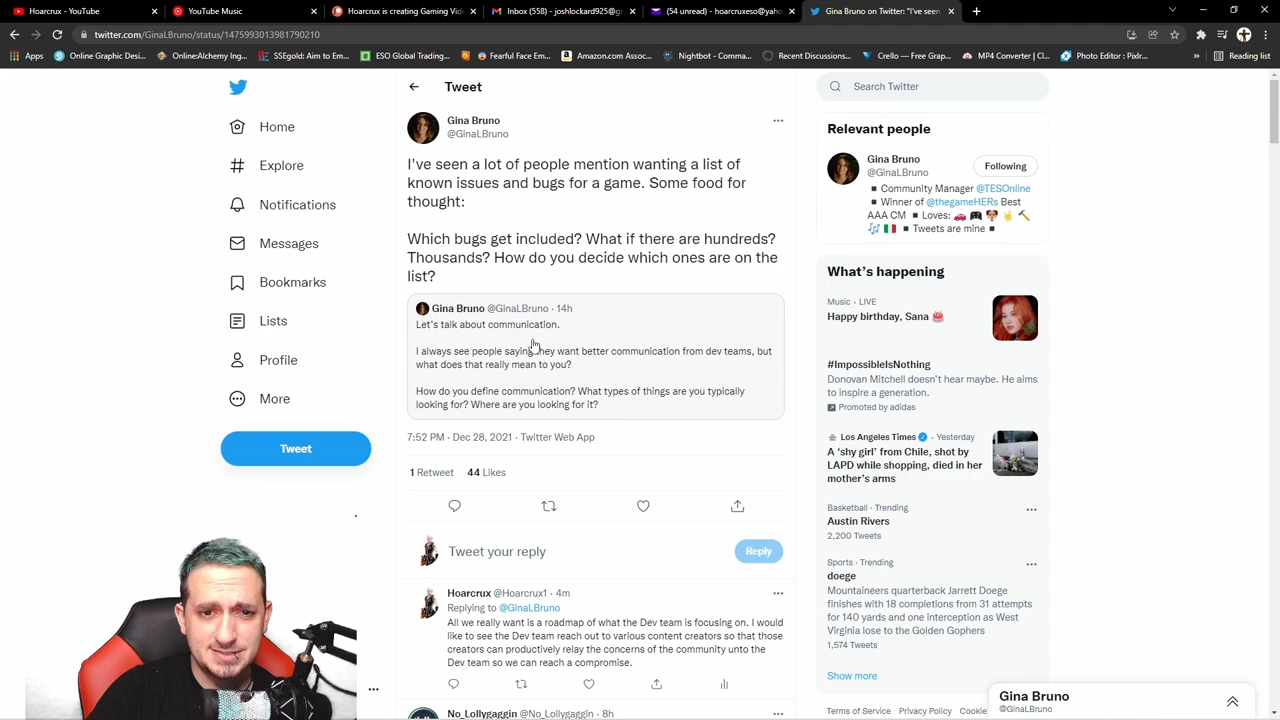 Hoarcrux - YouTube
YouTube Music
Hoarcrux is creating Gaming Vide
Inbox (558) - joshlockard925@gr
(54 unread) - hoarcruxeso@yaho
Gina Bruno on Twitter: "I've seen
twitter.com/GinaLBruno/status/1475993013981790210
Apps
Online Graphic Desi...
OnlineAlchemy Ing...
SSEgold: Aim to Em...
ESO Global Trading...
Fearful Face Em...
Amazon.com Assoc...
Nightbot - Comma...
Recent Discussions...
Crello — Free Grap...
MP4 Converter | Cl...
Photo Editor : Pixlr...
»
Reading list
Home
Explore
Notifications
Messages
Bookmarks
Lists
Profile
More
Tweet
Tweet
Gina Bruno
@GinaLBruno
I've seen a lot of people mention wanting a list of
known issues and bugs for a game. Some food for
thought:
Which bugs get included? What if there are hundreds?
Thousands? How do you decide which ones are on the
list?
Gina Bruno @GinaLBruno · 14h
Let's talk about communication.
I always see people saying they want better communication from dev teams, but
what does that really mean to you?
How do you define communication? What types of things are you typically
looking for? Where are you looking for it?
7:52 PM · Dec 28, 2021 · Twitter Web App
1 Retweet 44 Likes
Tweet your reply
Reply
Hoarcrux @Hoarcrux1 · 4m
Replying to @GinaLBruno
All we really want is a roadmap of what the Dev team is focusing on. I would
like to see the Dev team reach out to various content creators so that those
creators can productively relay the concerns of the community unto the
Dev team so we can reach a compromise.
No_Lollygaggin @No_Lollygaggin · 8h
Search Twitter
Relevant people
Gina Bruno
@GinaLBruno
Following
▪ Community Manager @TESOnline
▪ Winner of @thegameHERs Best
AAA CM ▪ Loves: 🚗 🎮 🐶 🤘 🔨
🎶 🇮🇹 ▪ Tweets are mine ▪
What's happening
Music · LIVE
Happy birthday, Sana 🎂
#ImpossibleIsNothing
Donovan Mitchell doesn't hear maybe. He aims
to inspire a generation.
Promoted by adidas
Los Angeles Times · Yesterday
A 'shy girl' from Chile, shot by
LAPD while shopping, died in her
mother's arms
Basketball · Trending
Austin Rivers
2,200 Tweets
Sports · Trending
doege
Mountaineers quarterback Jarrett Doege
finishes with 18 completions from 31 attempts
for 140 yards and one interception as West
Virginia lose to the Golden Gophers
1,574 Tweets
Show more
Terms of Service Privacy Policy Cookie
Gina Bruno
@GinaLBruno